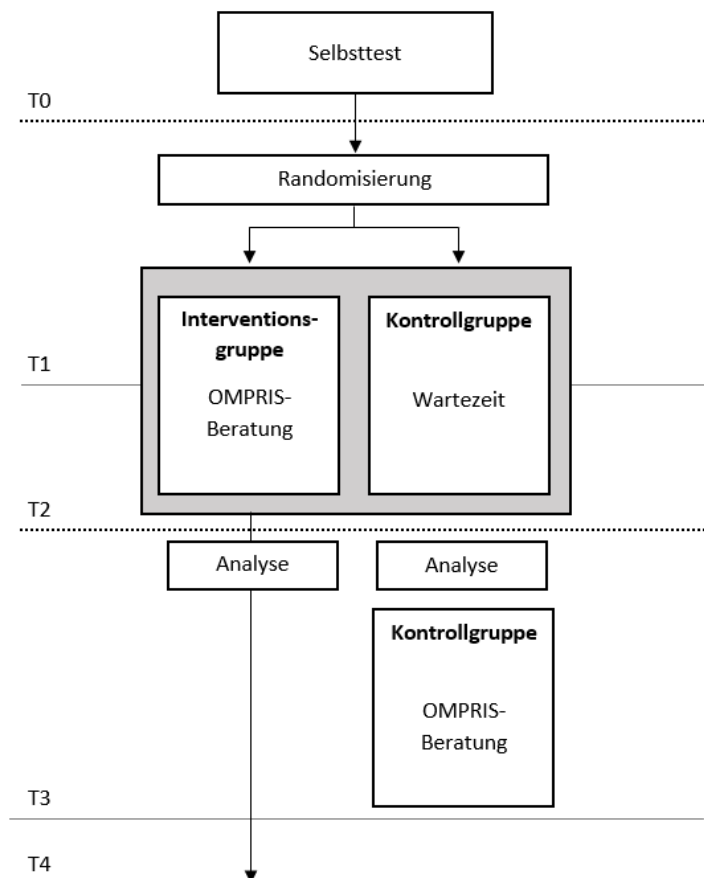 Selbsttest
T0
Randomisierung
Interventions-
gruppe
OMPRIS-
Beratung
Kontrollgruppe
Wartezeit
T1
T2
Analyse
Analyse
Kontrollgruppe
OMPRIS-
Beratung
T3
T4